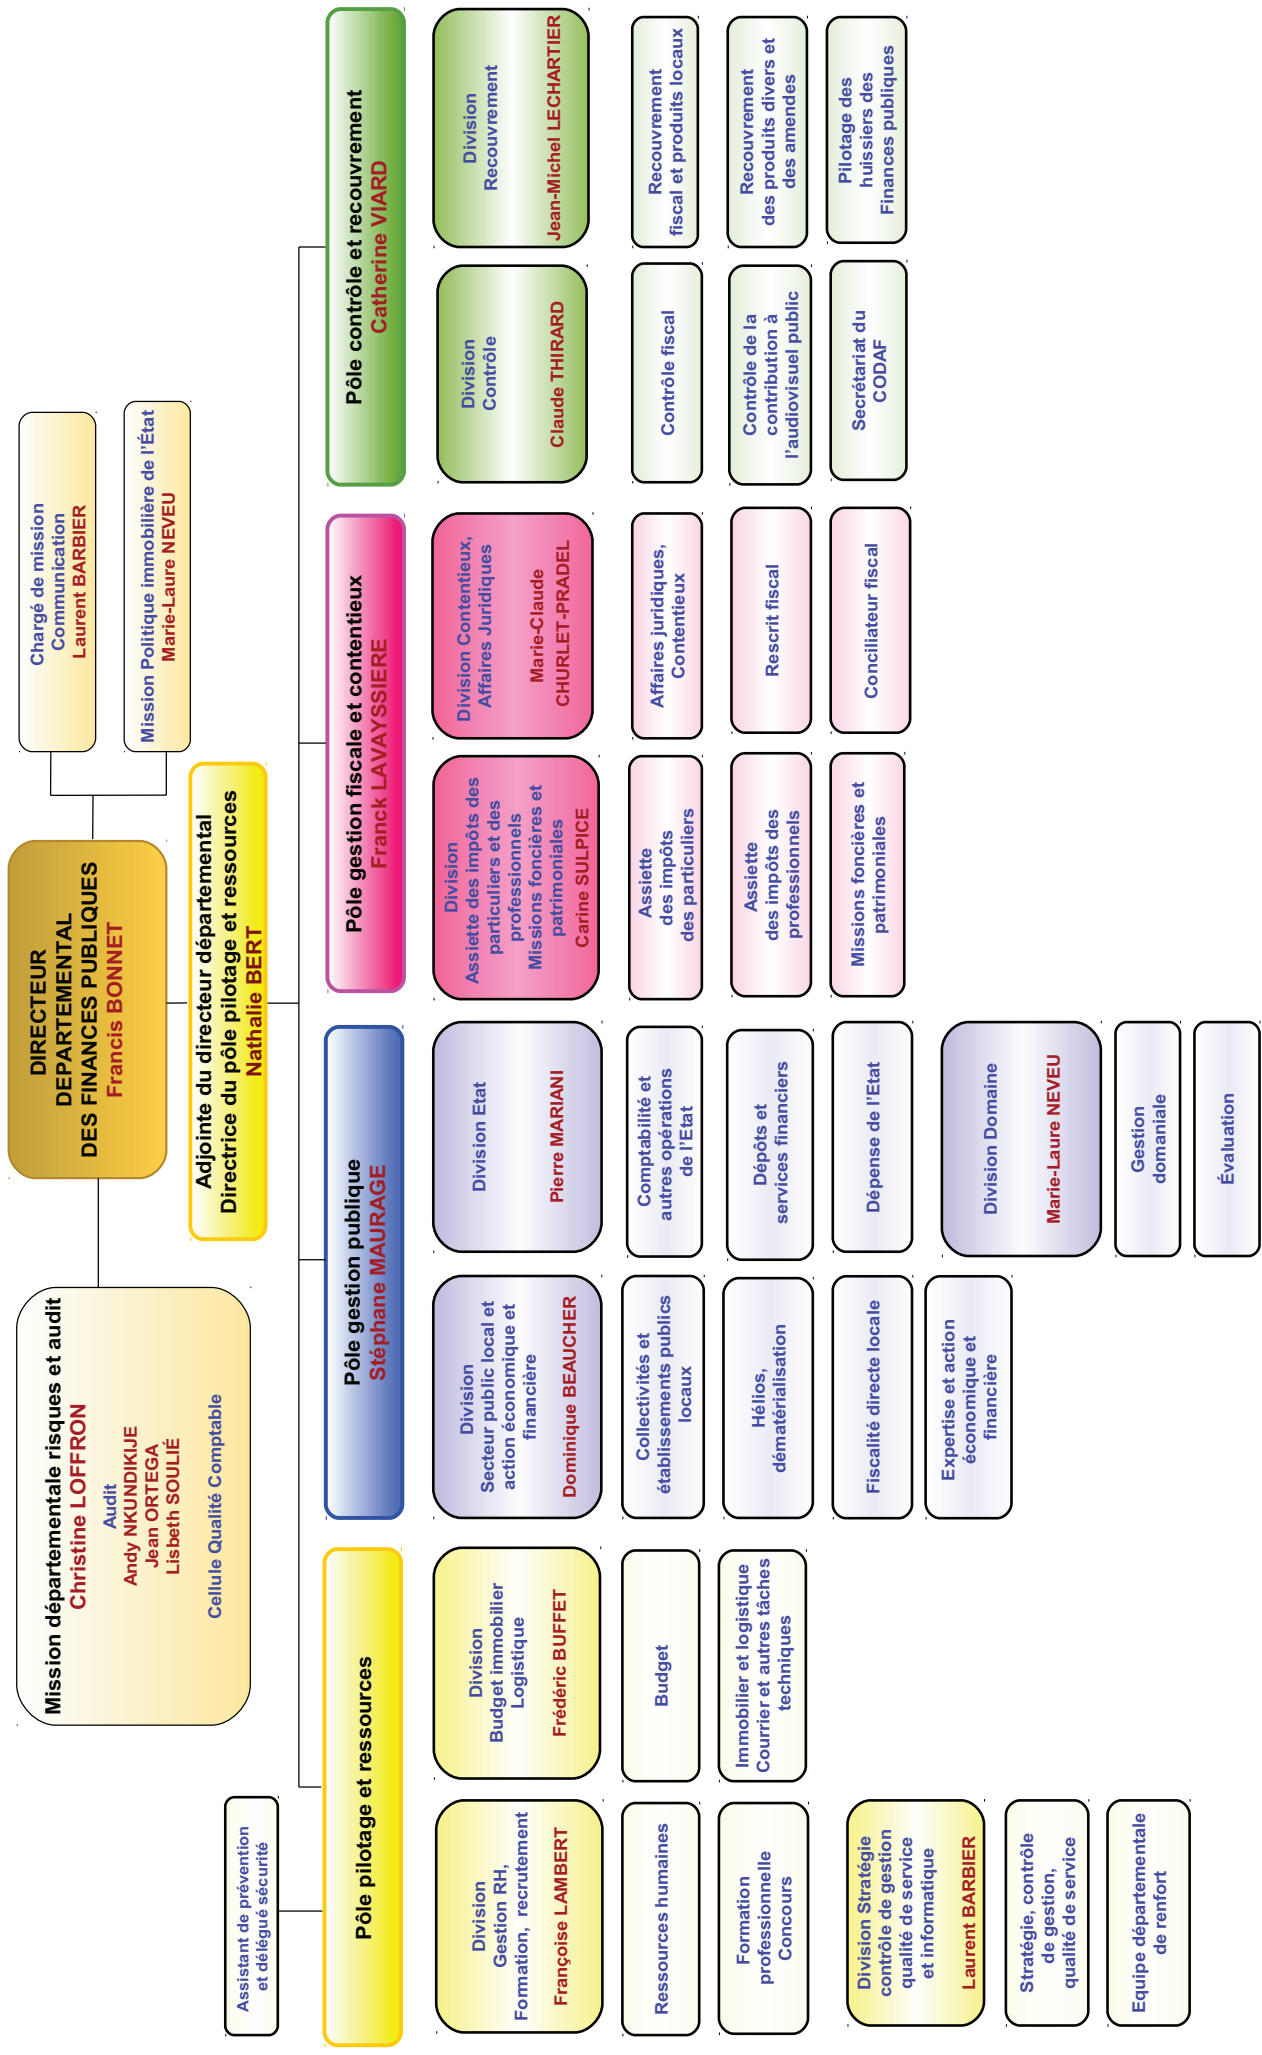 DIRECTEUR
DEPARTEMENTAL
DES FINANCES PUBLIQUES
Francis BONNET
Chargé de mission
Communication
Laurent BARBIER
Mission Politique immobilière de l'État
Marie-Laure NEVEU
Mission départementale risques et audit
Christine LOFFRON
Audit
Andy NKUNDIKIJE
Jean ORTEGA
Lisbeth SOULIÉ
Cellule Qualité Comptable
Adjointe du directeur départemental
Directrice du pôle pilotage et ressources
Nathalie BERT
Assistant de prévention
et délégué sécurité
Pôle pilotage et ressources
Division
Gestion RH,
Formation, recrutement
Françoise LAMBERT
Ressources humaines
Formation
professionnelle
Concours
Division Stratégie
contrôle de gestion
qualité de service
et informatique
Laurent BARBIER
Stratégie, contrôle
de gestion,
qualité de service
Equipe départementale
de renfort
Division
Budget immobilier
Logistique
Frédéric BUFFET
Budget
Immobilier et logistique
Courrier et autres tâches
techniques
Pôle gestion publique
Stéphane MAURAGE
Division
Secteur public local et
action économique et
financière
Dominique BEAUCHER
Collectivités et
établissements publics
locaux
Hélios,
dématérialisation
Fiscalité directe locale
Expertise et action
économique et
financière
Division Etat
Pierre MARIANI
Comptabilité et
autres opérations
de l'Etat
Dépôts et
services financiers
Dépense de l'Etat
Division Domaine
Marie-Laure NEVEU
Gestion
domaniale
Évaluation
Pôle gestion fiscale et contentieux
Franck LAVAYSSIERE
Division
Assiette des impôts des
particuliers et des
professionnels
Missions foncières et
patrimoniales
Carine SULPICE
Assiette
des impôts
des particuliers
Assiette
des impôts des
professionnels
Missions foncières et
patrimoniales
Division Contentieux,
Affaires Juridiques
Marie-Claude
CHURLET-PRADEL
Affaires juridiques,
Contentieux
Rescrit fiscal
Conciliateur fiscal
Pôle contrôle et recouvrement
Catherine VIARD
Division
Contrôle
Claude THIRARD
Contrôle fiscal
Contrôle de la
contribution à
l'audiovisuel public
Secrétariat du
CODAF
Division
Recouvrement
Jean-Michel LECHARTIER
Recouvrement
fiscal et produits locaux
Recouvrement
des produits divers et
des amendes
Pilotage des
huissiers des
Finances publiques